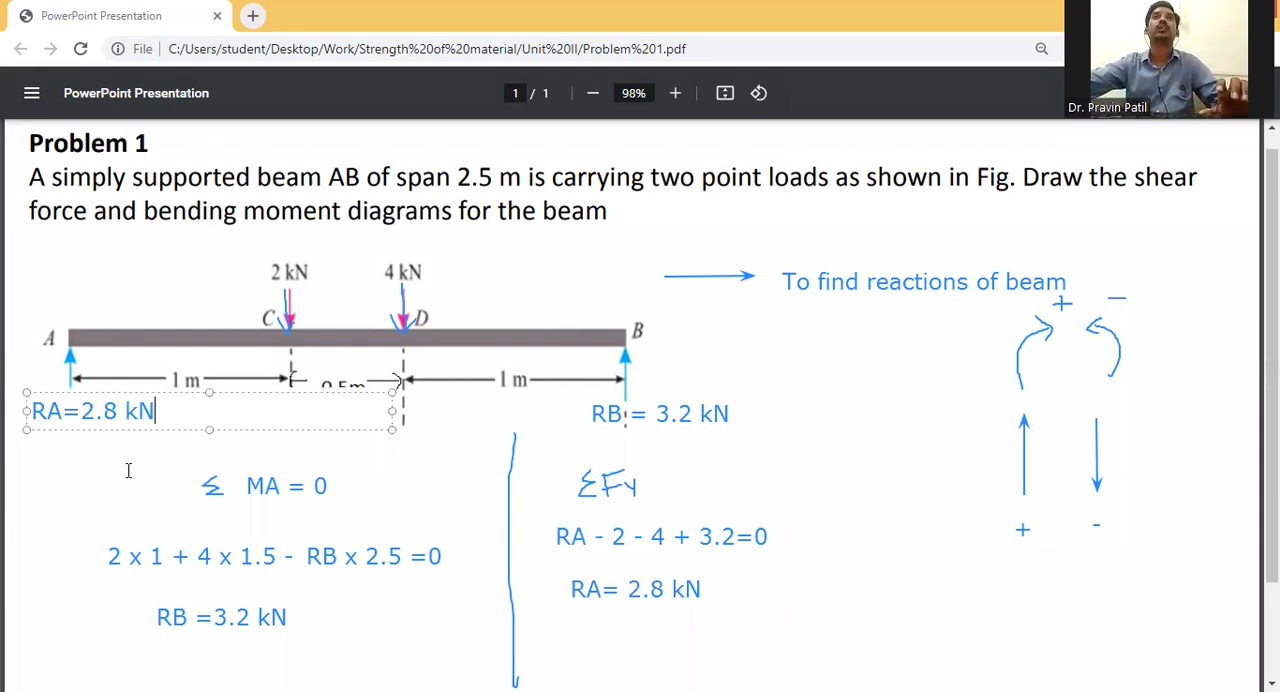 PowerPoint Presentation
File C:/Users/student/Desktop/Work/Strength%20of%20material/Unit%20II/Problem%201.pdf
PowerPoint Presentation 1 / 1 98%
Dr. Pravin Patil
Problem 1
A simply supported beam AB of span 2.5 m is carrying two point loads as shown in Fig. Draw the shear
force and bending moment diagrams for the beam
2 kN 4 kN
To find reactions of beam
+ −
C D
A B
1 m 0.5m 1 m
RA=2.8 kN
RB = 3.2 kN
Σ MA = 0
ΣFy
+ -
RA - 2 - 4 + 3.2=0
2 x 1 + 4 x 1.5 - RB x 2.5 =0
RA= 2.8 kN
RB =3.2 kN